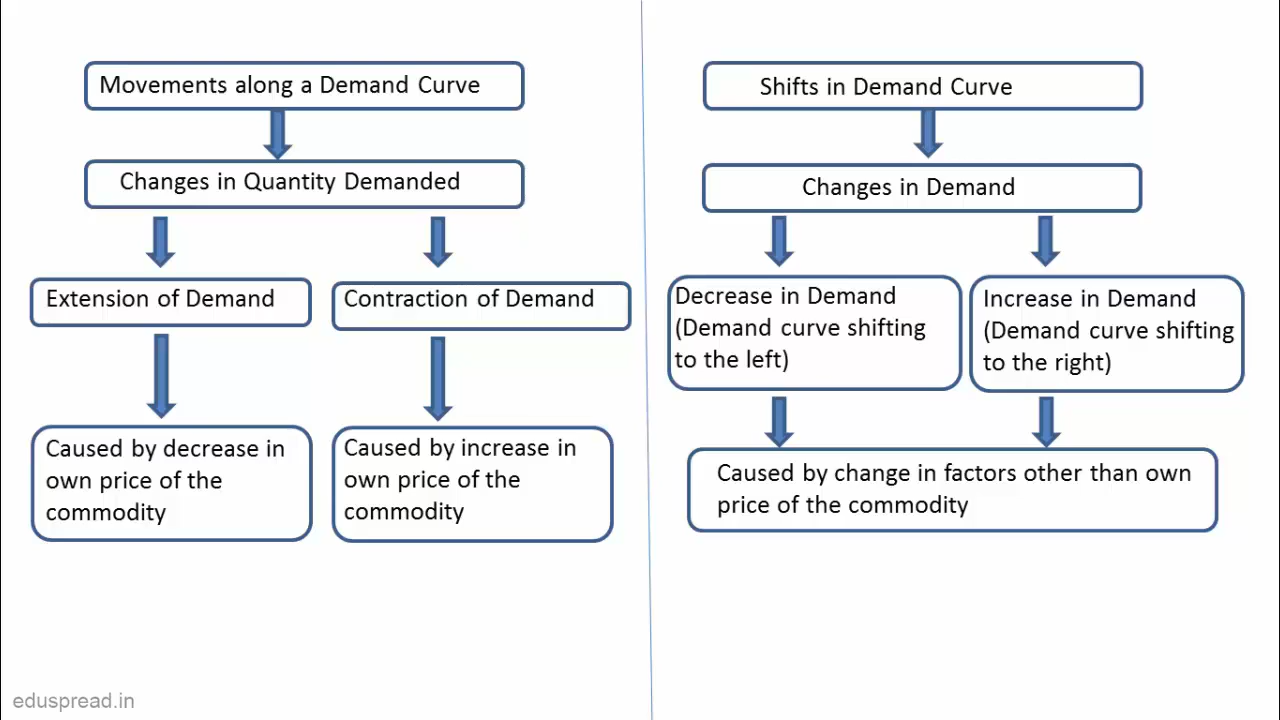 Movements along a Demand Curve
Changes in Quantity Demanded
Extension of Demand
Contraction of Demand
Caused by decrease in
own price of the
commodity
Caused by increase in
own price of the
commodity
Shifts in Demand Curve
Changes in Demand
Decrease in Demand
(Demand curve shifting
to the left)
Increase in Demand
(Demand curve shifting
to the right)
Caused by change in factors other than own
price of the commodity
eduspread.in